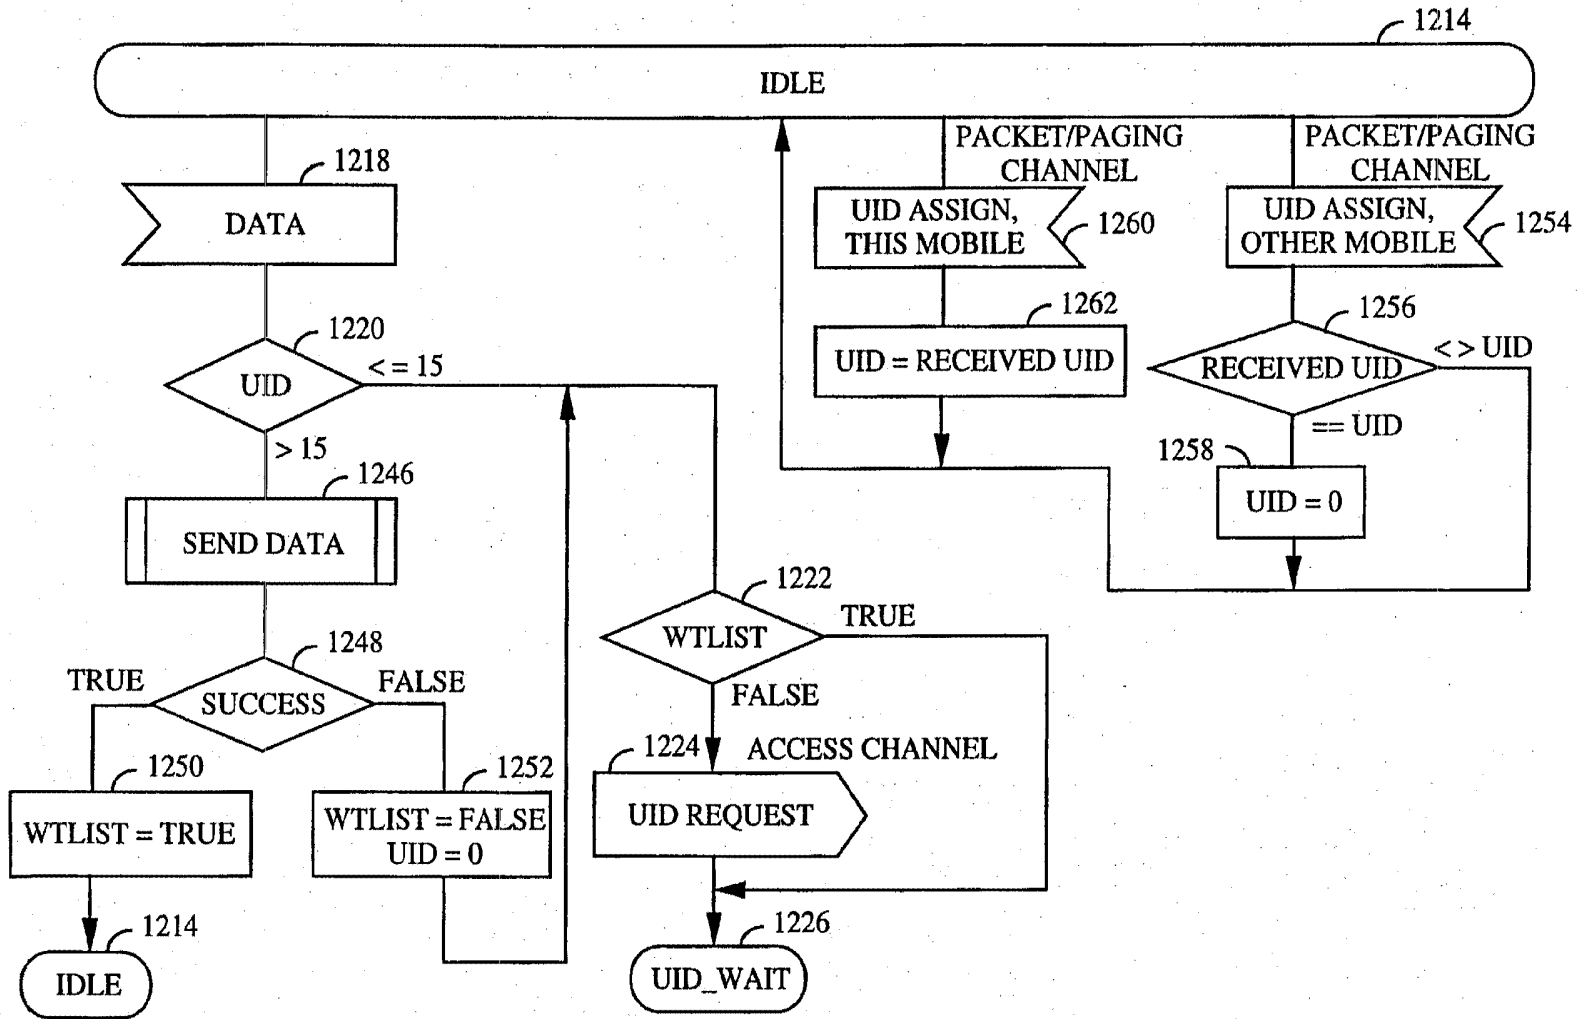 1214
IDLE
PACKET/PAGING
CHANNEL
PACKET/PAGING
CHANNEL
1218
DATA
UID ASSIGN,
THIS MOBILE
1260
UID ASSIGN,
OTHER MOBILE
1254
1220
UID
< = 15
> 15
1262
UID = RECEIVED UID
1256
RECEIVED UID
< > UID
== UID
1258
UID = 0
1246
SEND DATA
1222
WTLIST
TRUE
FALSE
1248
SUCCESS
TRUE
FALSE
1224
ACCESS CHANNEL
UID REQUEST
1250
WTLIST = TRUE
1252
WTLIST = FALSE
UID = 0
1214
IDLE
1226
UID_WAIT